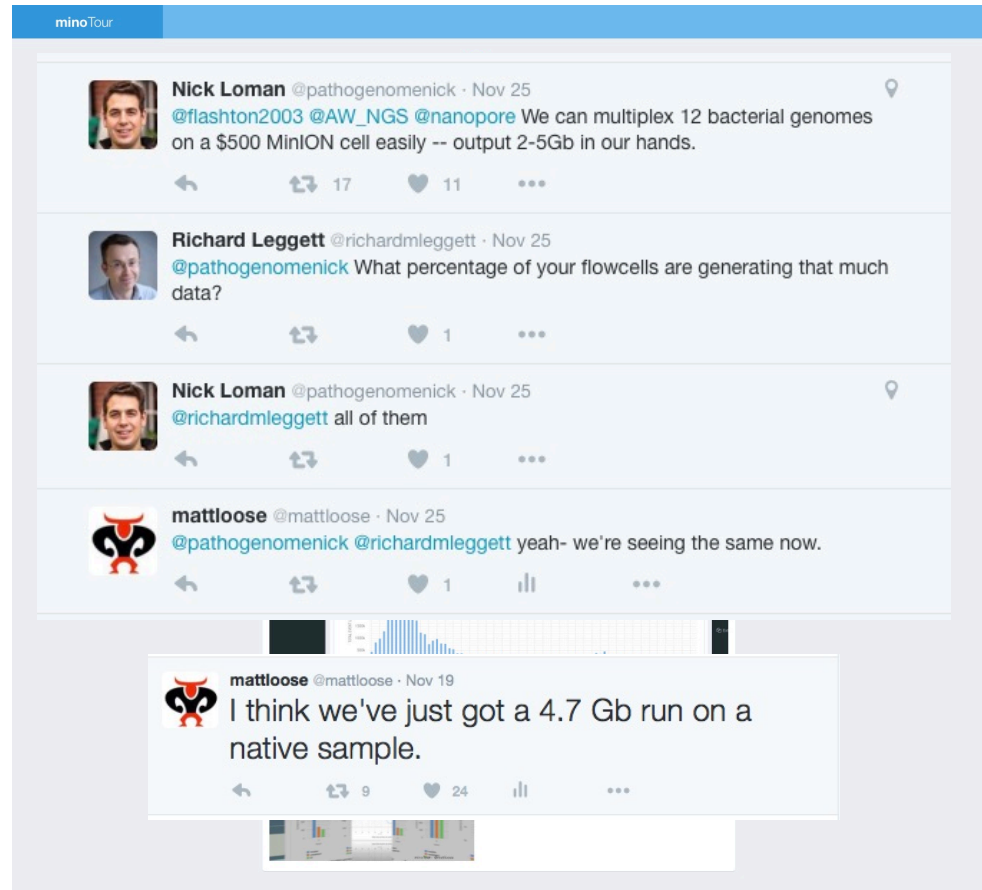 minoTour
Nick Loman @pathogenomenick · Nov 25
@flashton2003 @AW_NGS @nanopore We can multiplex 12 bacterial genomes
on a $500 MinION cell easily -- output 2-5Gb in our hands.
17 11
Richard Leggett @richardmleggett · Nov 25
@pathogenomenick What percentage of your flowcells are generating that much
data?
1
Nick Loman @pathogenomenick · Nov 25
@richardmleggett all of them
1
mattloose @mattloose · Nov 25
@pathogenomenick @richardmleggett yeah- we're seeing the same now.
1
mattloose @mattloose · Nov 19
I think we've just got a 4.7 Gb run on a
native sample.
9 24